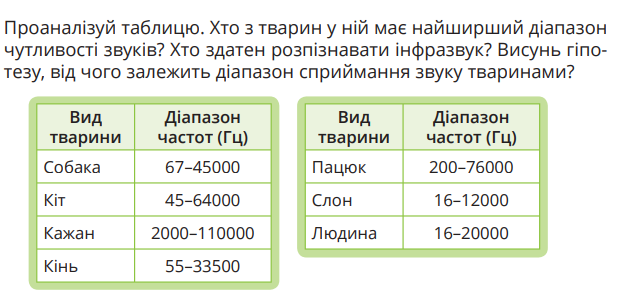 Проаналізуй таблицю. Хто з тварин у ній має найширший діапазон
чутливості звуків? Хто здатен розпізнавати інфразвук? Висунь гіпо-
тезу, від чого залежить діапазон сприймання звуку тваринами?
Вид тварини Діапазон частот (Гц)
Собака 67–45000
Кіт 45–64000
Кажан 2000–110000
Кінь 55–33500
Вид тварини Діапазон частот (Гц)
Пацюк 200–76000
Слон 16–12000
Людина 16–20000